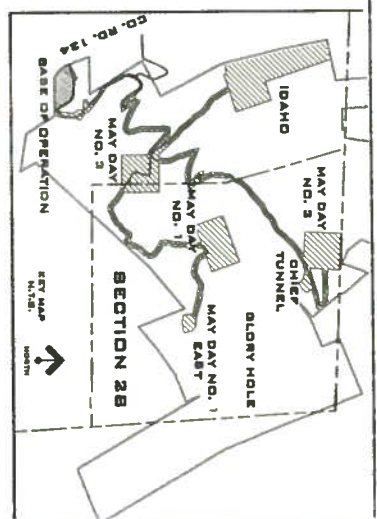 CO. RD. 124
BASE OF OPERATION
MAY DAY
NO. 2
IDAHO
MAY DAY
NO. 1
MAY DAY
NO. 3
CHIEF
TUNNEL
GLORY HOLE
MAY DAY NO. 1
EAST
SECTION 28
KEY MAP
N.T.S.
NORTH